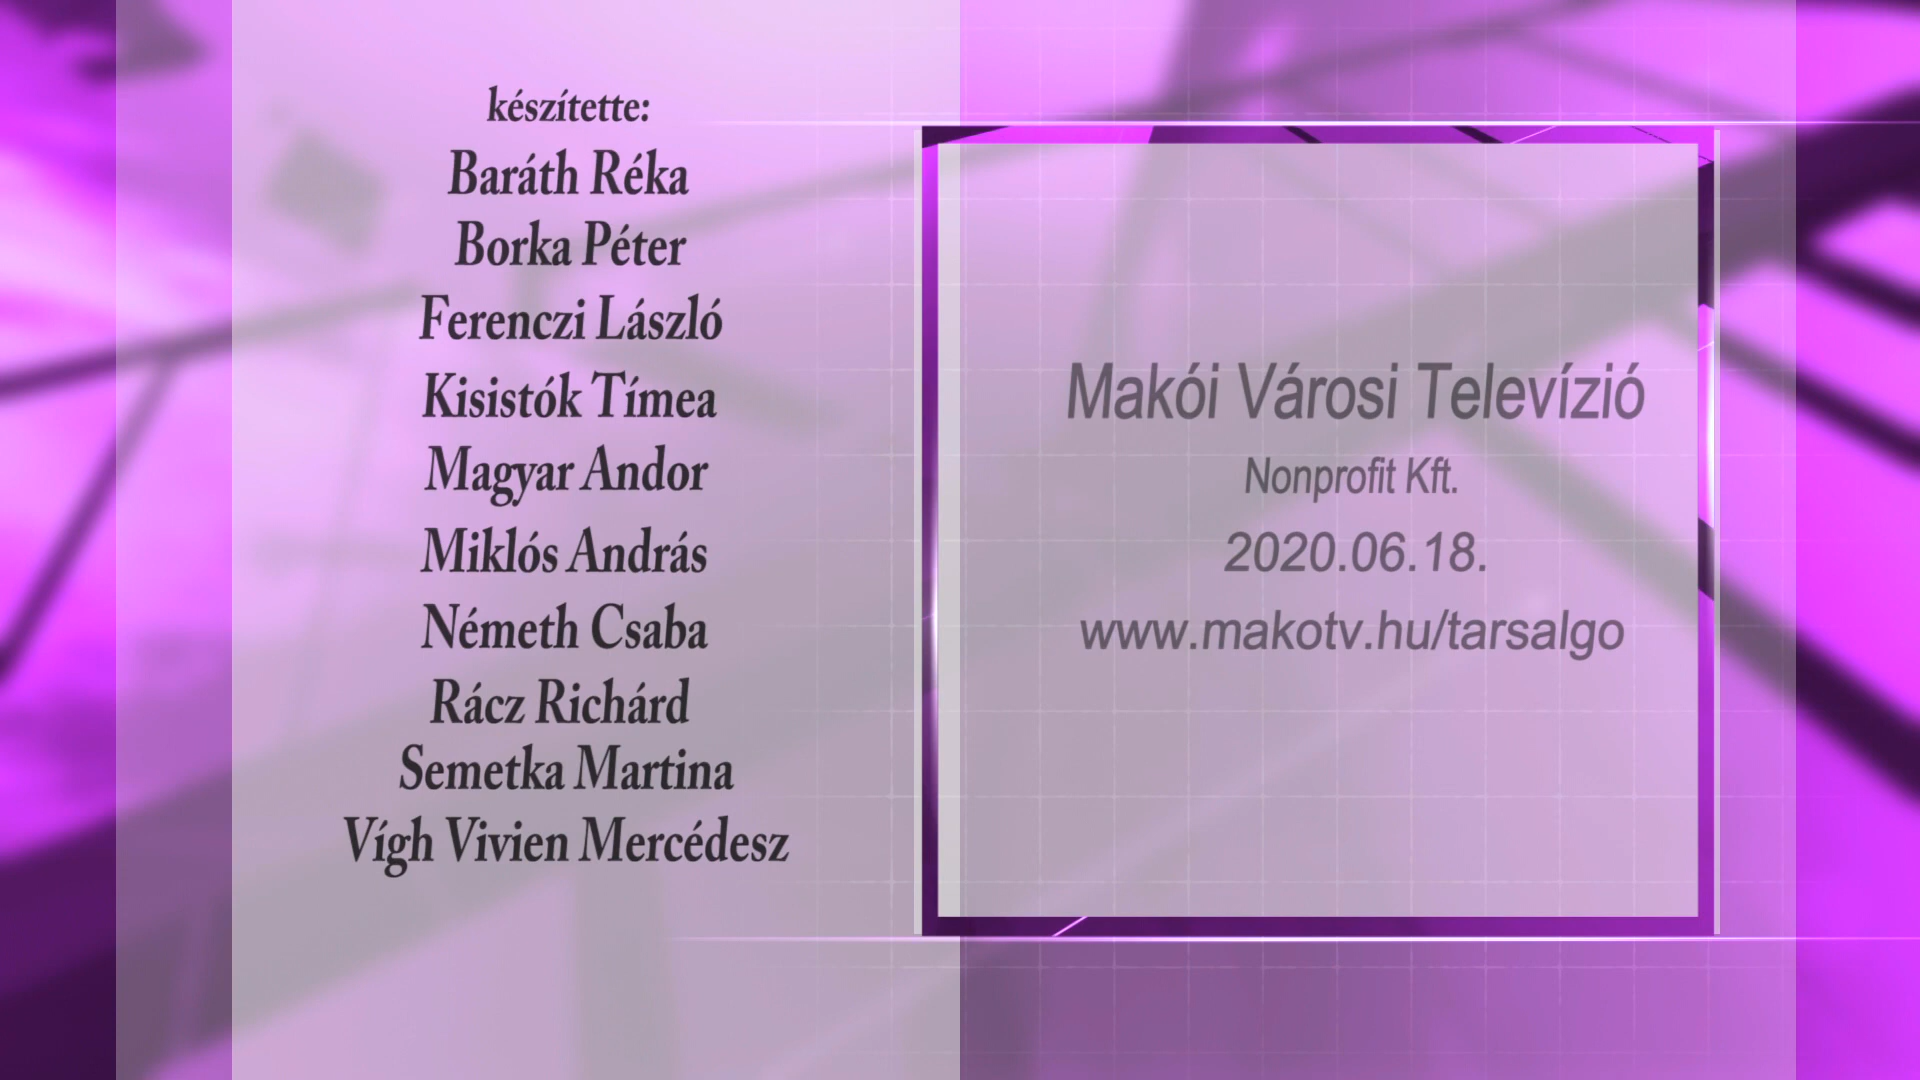 készítette:
Baráth Réka
Borka Péter
Ferenczi László
Kisistók Tímea
Magyar Andor
Miklós András
Németh Csaba
Rácz Richárd
Semetka Martina
Vígh Vivien Mercédesz
Makói Városi Televízió
Nonprofit Kft.
2020.06.18.
www.makotv.hu/tarsalgo